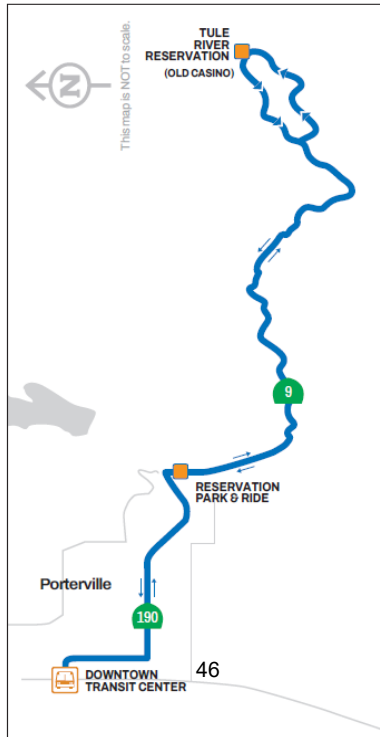 TULE
RIVER
RESERVATION
(OLD CASINO)
N
This map is NOT to scale.
9
RESERVATION
PARK & RIDE
Porterville
190
46
DOWNTOWN
TRANSIT CENTER